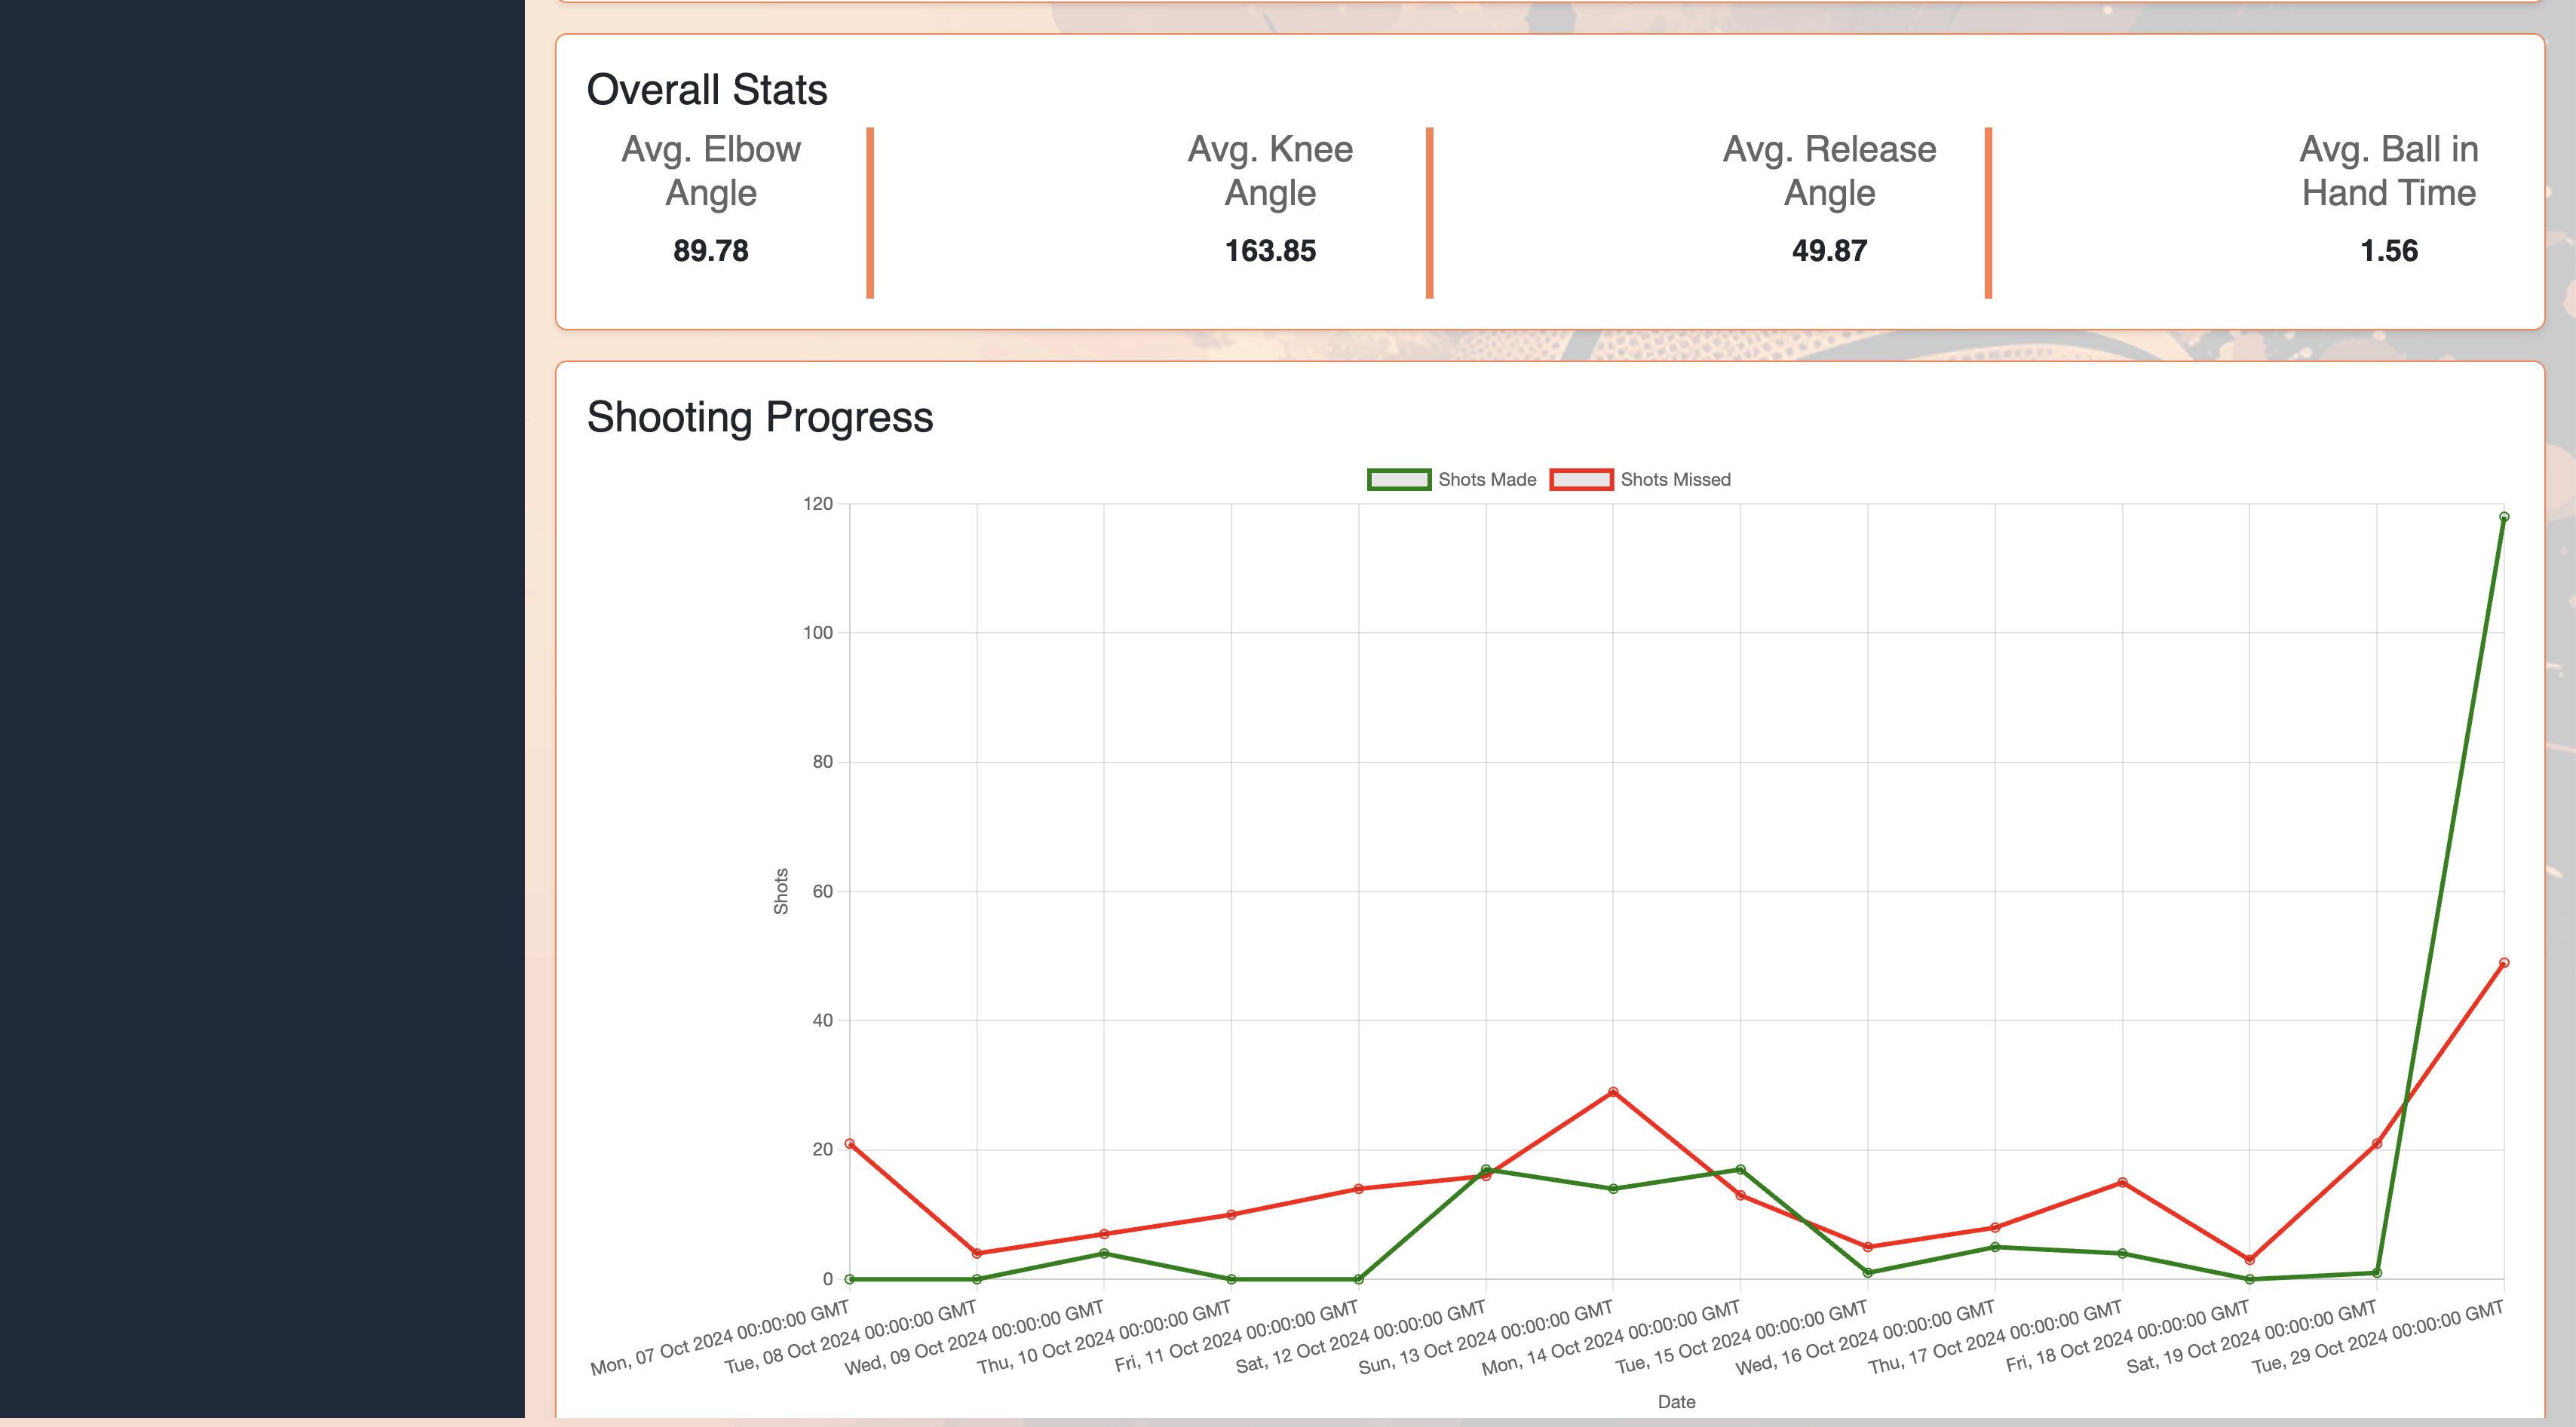 Overall Stats
Avg. Elbow
Angle
89.78
Avg. Knee
Angle
163.85
Avg. Release
Angle
49.87
Avg. Ball in
Hand Time
1.56
Shooting Progress
Shots Made
Shots Missed
120
100
80
60
40
20
0
Shots
Mon, 07 Oct 2024 00:00:00 GMT
Tue, 08 Oct 2024 00:00:00 GMT
Wed, 09 Oct 2024 00:00:00 GMT
Thu, 10 Oct 2024 00:00:00 GMT
Fri, 11 Oct 2024 00:00:00 GMT
Sat, 12 Oct 2024 00:00:00 GMT
Sun, 13 Oct 2024 00:00:00 GMT
Mon, 14 Oct 2024 00:00:00 GMT
Tue, 15 Oct 2024 00:00:00 GMT
Wed, 16 Oct 2024 00:00:00 GMT
Thu, 17 Oct 2024 00:00:00 GMT
Fri, 18 Oct 2024 00:00:00 GMT
Sat, 19 Oct 2024 00:00:00 GMT
Tue, 29 Oct 2024 00:00:00 GMT
Date